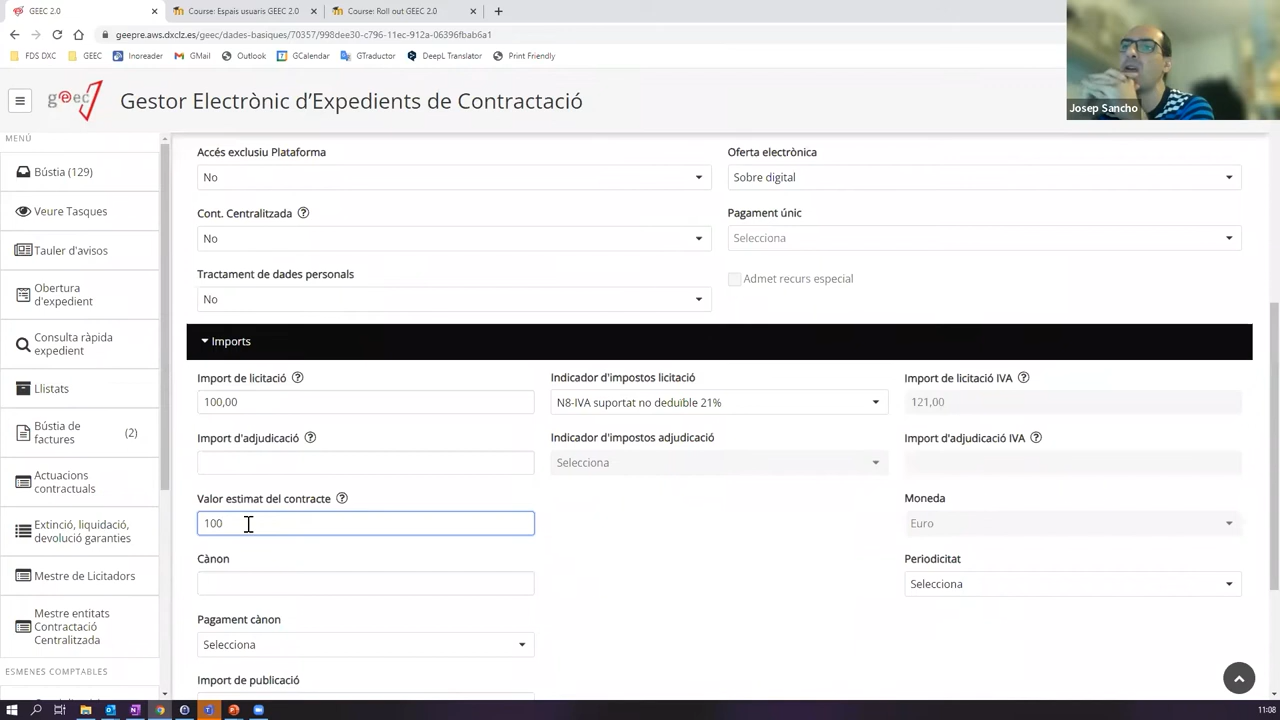 GEEC 2.0
Course: Espais usuaris GEEC 2.0
Course: Roll out GEEC 2.0
geepre.aws.dxclz.es/geec/dades-basiques/70357/998dee30-c796-11ec-912a-06396fbab6a1
FDS DXC
GEEC
Inoreader
GMail
Outlook
GCalendar
GTraductor
DeepL Translator
Print Friendly
Josep Sancho
geec
Gestor Electrònic d'Expedients de Contractació
MENÚ
Bústia (129)
Veure Tasques
Tauler d'avisos
Obertura
d'expedient
Consulta ràpida
expedient
Llistats
Bústia de
factures
(2)
Actuacions
contractuals
Extinció, liquidació,
devolució garanties
Mestre de Licitadors
Mestre entitats
Contractació
Centralitzada
ESMENES COMPTABLES
Accés exclusiu Plataforma
No
Oferta electrònica
Sobre digital
Cont. Centralitzada
No
Pagament únic
Selecciona
Tractament de dades personals
No
Admet recurs especial
Imports
Import de licitació
100,00
Indicador d'impostos licitació
N8-IVA suportat no deduïble 21%
Import de licitació IVA
121,00
Import d'adjudicació
Indicador d'impostos adjudicació
Selecciona
Import d'adjudicació IVA
Valor estimat del contracte
100
Moneda
Euro
Cànon
Periodicitat
Selecciona
Pagament cànon
Selecciona
Import de publicació
11:08